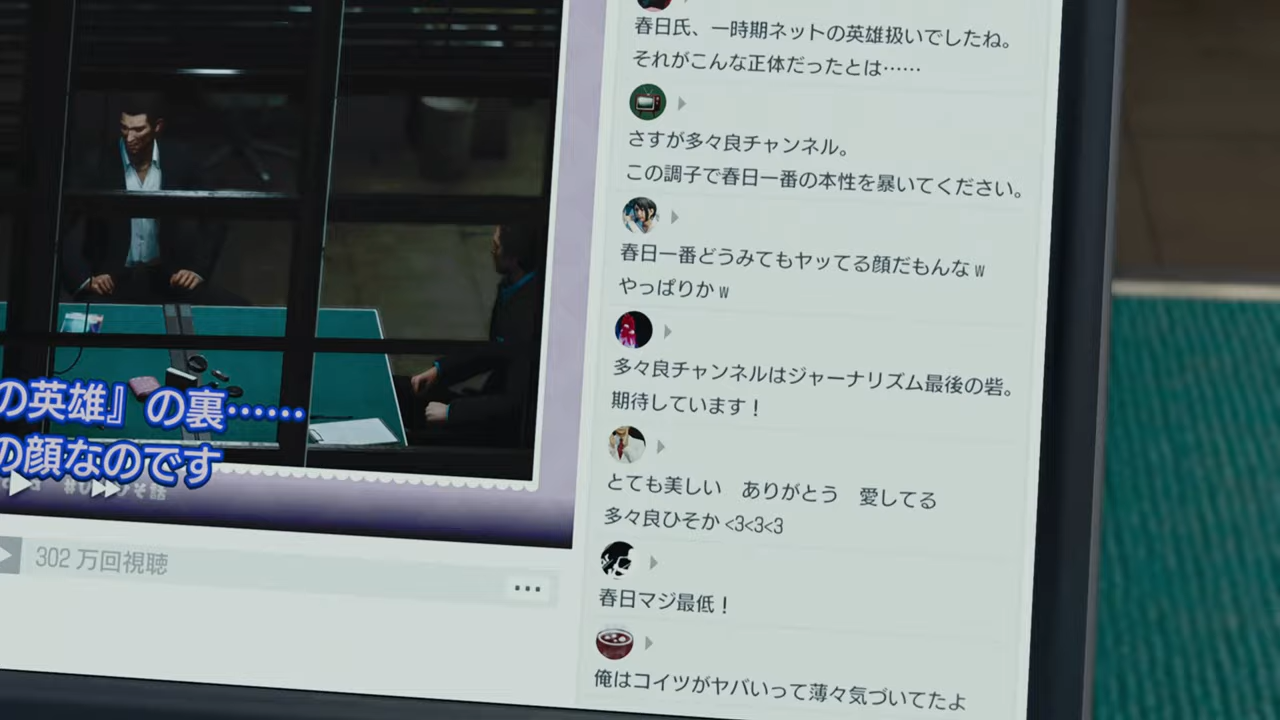 の英雄』の裏……
の顔なのです
302 万回視聴
春日氏、一時期ネットの英雄扱いでしたね。
それがこんな正体だったとは……
さすが多々良チャンネル。
この調子で春日一番の本性を暴いてください。
春日一番どうみてもヤッてる顔だもんなｗ
やっぱりかｗ
多々良チャンネルはジャーナリズム最後の砦。
期待しています！
とても美しい　ありがとう　愛してる
多々良ひそか <3<3<3
春日マジ最低！
俺はコイツがヤバいって薄々気づいてたよ